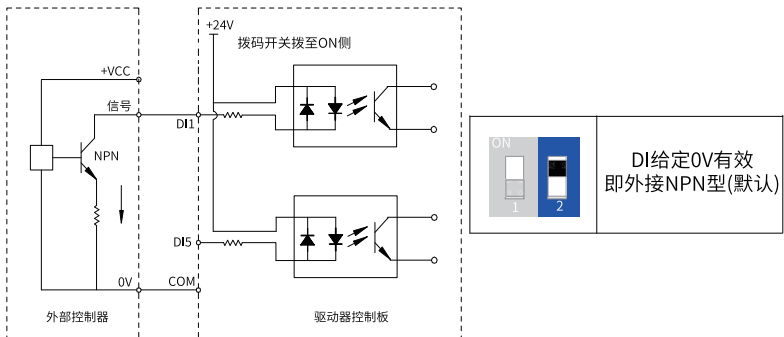 +24V
拨码开关拨至ON侧
+VCC
信号
DI1
NPN
DI5
0V
COM
外部控制器
驱动器控制板
ON
1
2
DI给定0V有效
即外接NPN型(默认)